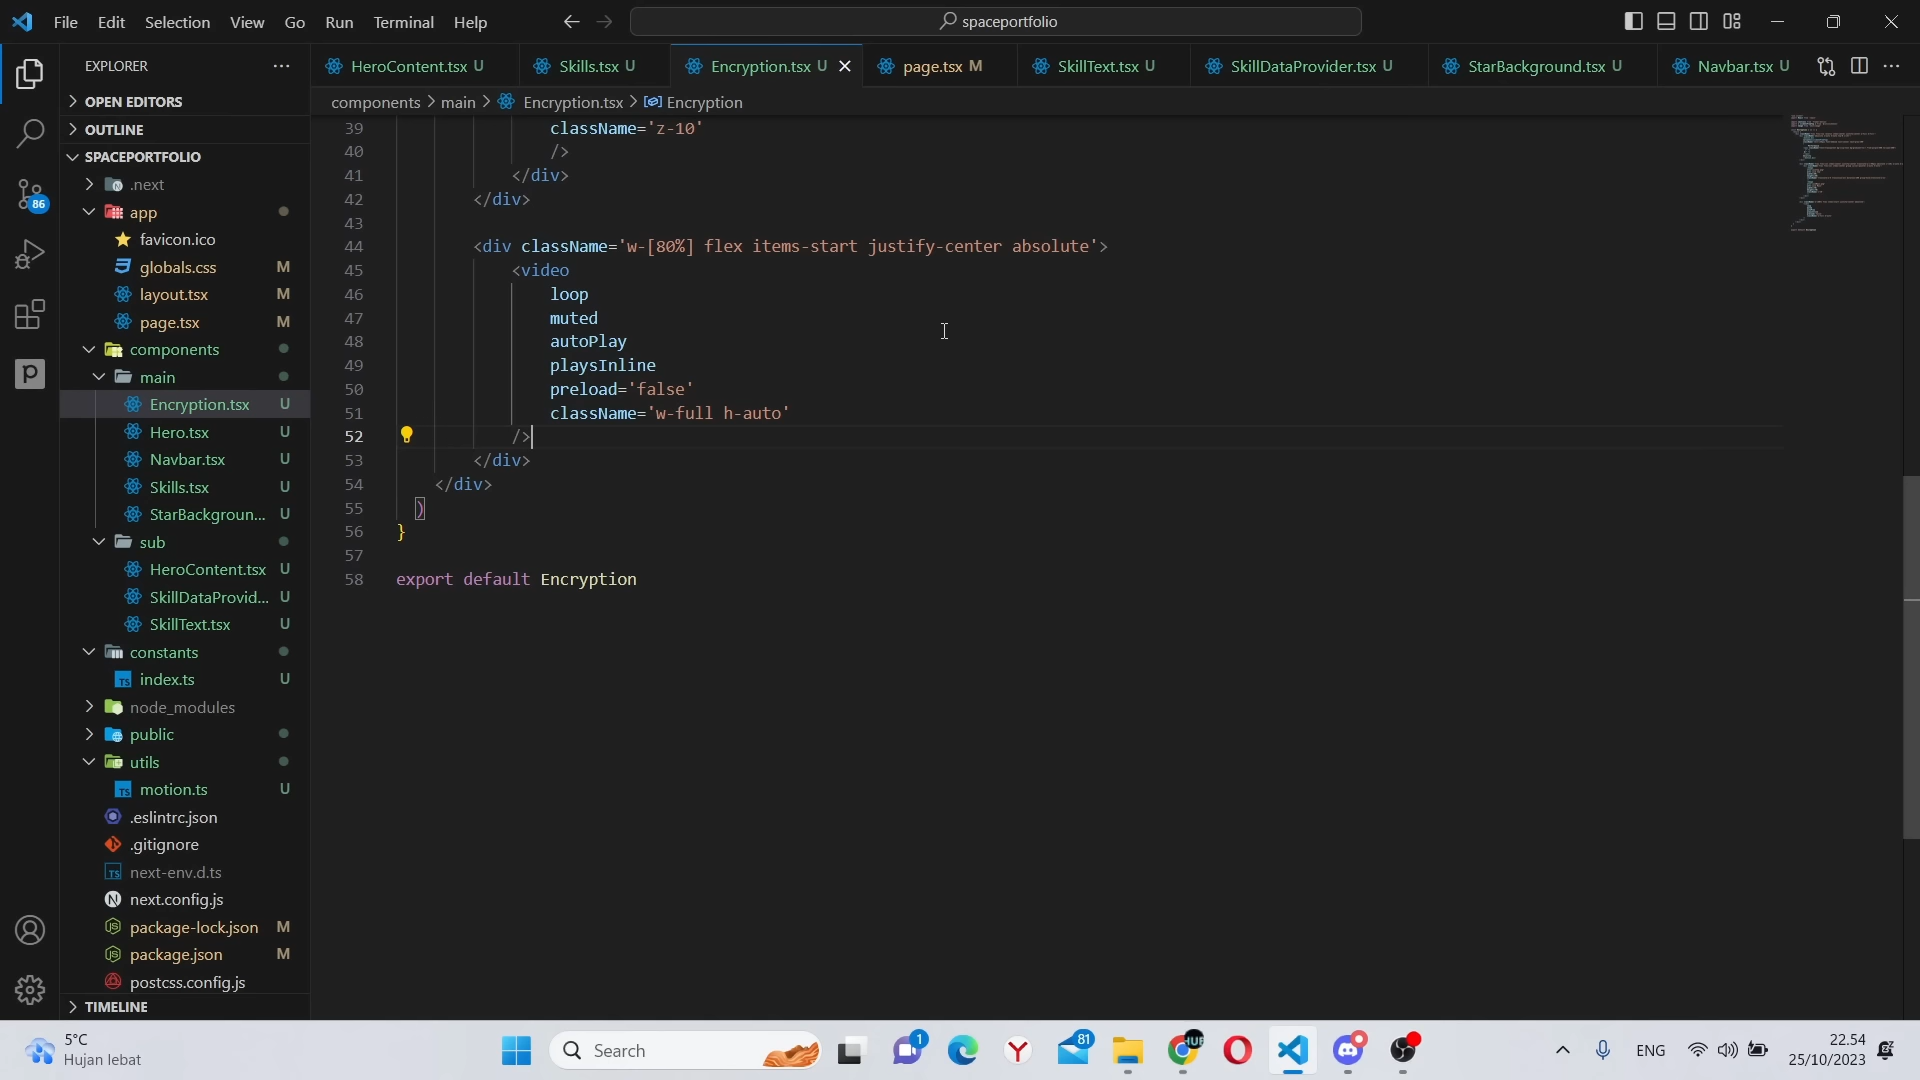 File Edit Selection View Go Run Terminal Help
spaceportfolio
EXPLORER
HeroContent.tsx U
Skills.tsx U
Encryption.tsx U
page.tsx M
SkillText.tsx U
SkillDataProvider.tsx U
StarBackground.tsx U
Navbar.tsx U
components > main > Encryption.tsx > Encryption
OPEN EDITORS
OUTLINE
SPACEPORTFOLIO
.next
app
favicon.ico
globals.css M
layout.tsx M
page.tsx M
components
main
Encryption.tsx U
Hero.tsx U
Navbar.tsx U
Skills.tsx U
StarBackgroun... U
sub
HeroContent.tsx U
SkillDataProvid... U
SkillText.tsx U
constants
index.ts U
node_modules
public
utils
motion.ts U
.eslintrc.json
.gitignore
next-env.d.ts
next.config.js
package-lock.json M
package.json M
postcss.config.js
TIMELINE
86
39 className='z-10'
40 />
41 </div>
42 </div>
43
44 <div className='w-[80%] flex items-start justify-center absolute'>
45 <video
46 loop
47 muted
48 autoPlay
49 playsInline
50 preload='false'
51 className='w-full h-auto'
52 />
53 </div>
54 </div>
55 )
56 }
57
58 export default Encryption
5°C
Hujan lebat
Search
1
81
HUB
ENG
22.54
25/10/2023